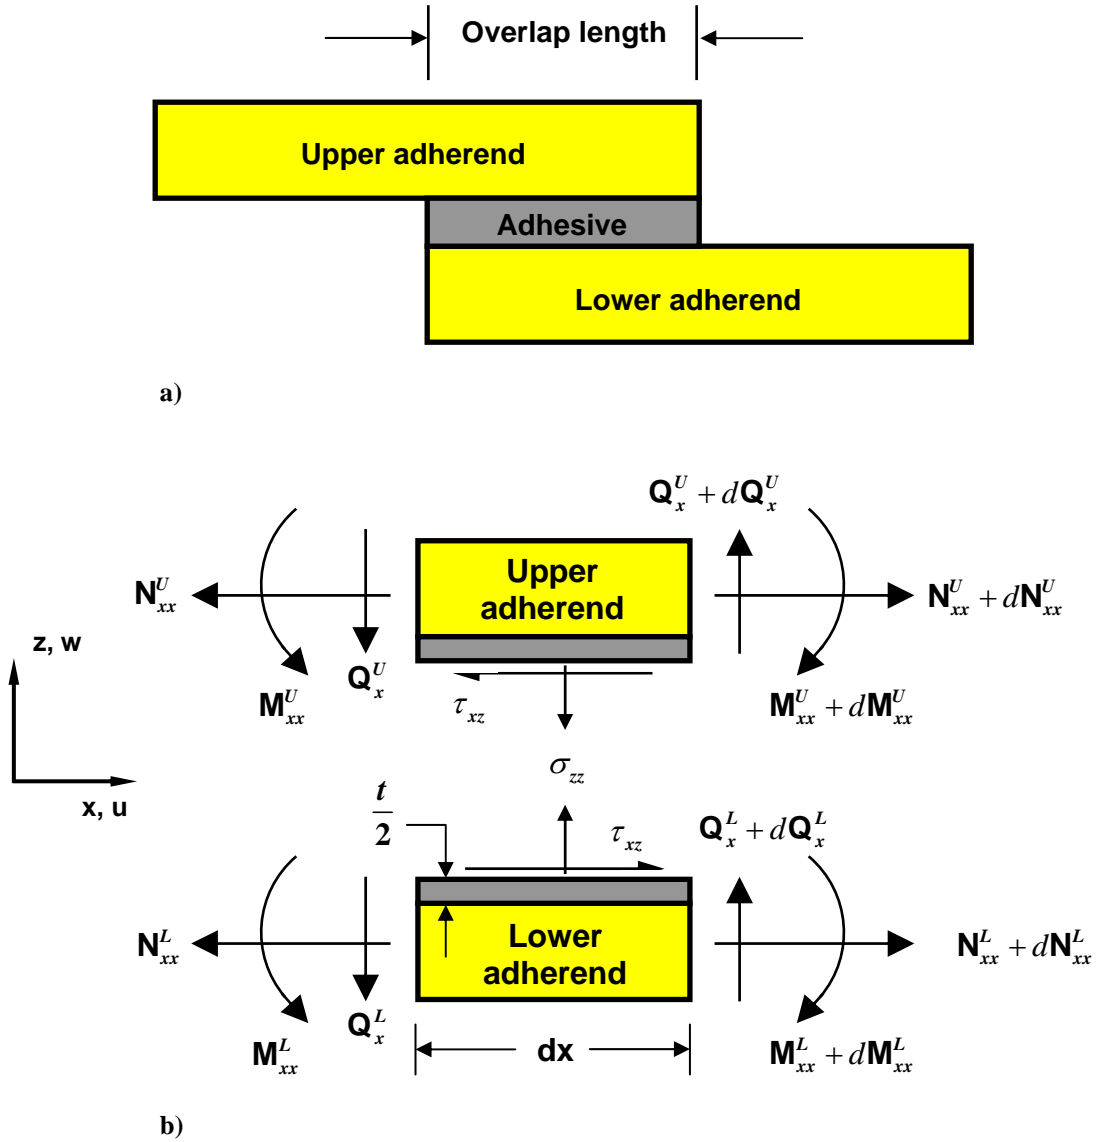 Overlap length
Upper adherend
Adhesive
Lower adherend
a)
Q_x^U + dQ_x^U
Upper
adherend
N_xx^U
N_xx^U + dN_xx^U
z, w
Q_x^U
τ_xz
M_xx^U
M_xx^U + dM_xx^U
σ_zz
x, u
t/2
τ_xz
Q_x^L + dQ_x^L
N_xx^L
Lower
adherend
N_xx^L + dN_xx^L
Q_x^L
M_xx^L
dx
M_xx^L + dM_xx^L
b)